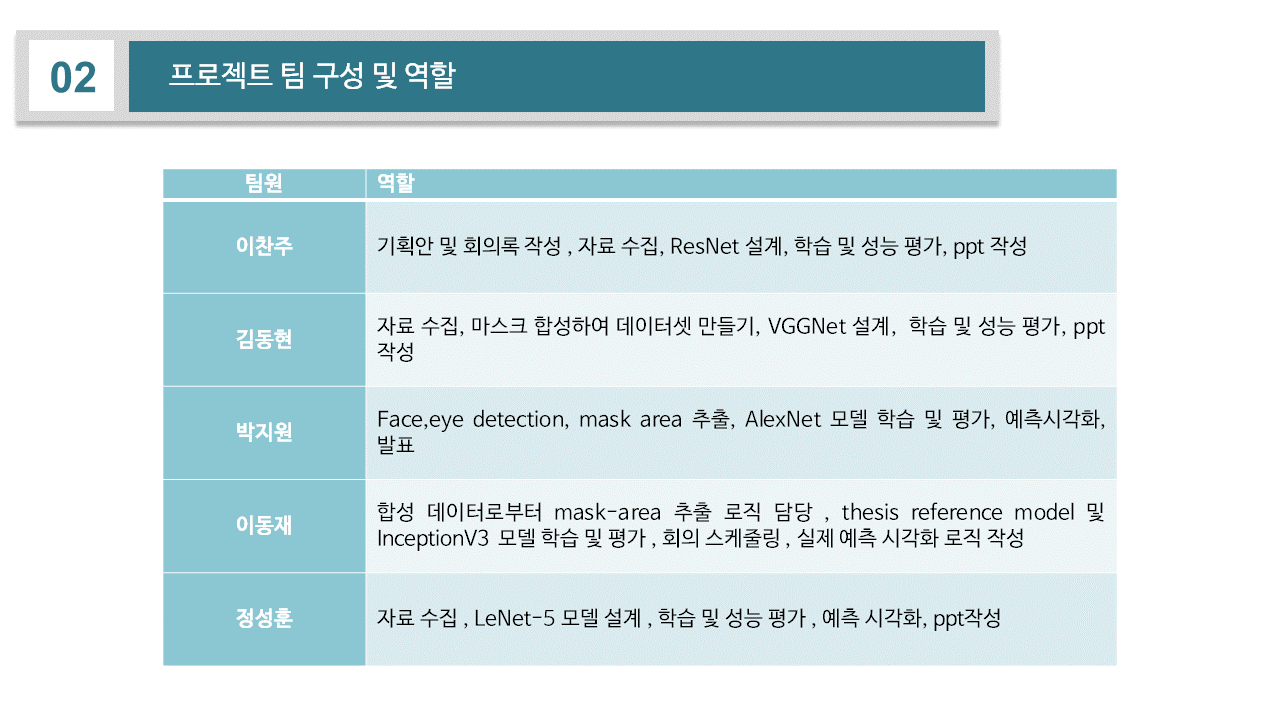 02
프로젝트 팀 구성 및 역할
팀원 역할
이찬주
기획안 및 회의록 작성 , 자료 수집, ResNet 설계, 학습 및 성능 평가, ppt 작성
김동현
자료 수집, 마스크 합성하여 데이터셋 만들기, VGGNet 설계, 학습 및 성능 평가, ppt
작성
박지원
Face,eye detection, mask area 추출, AlexNet 모델 학습 및 평가, 예측시각화,
발표
이동재
합성 데이터로부터 mask-area 추출 로직 담당 , thesis reference model 및
InceptionV3 모델 학습 및 평가 , 회의 스케줄링 , 실제 예측 시각화 로직 작성
정성훈
자료 수집 , LeNet-5 모델 설계 , 학습 및 성능 평가 , 예측 시각화, ppt작성